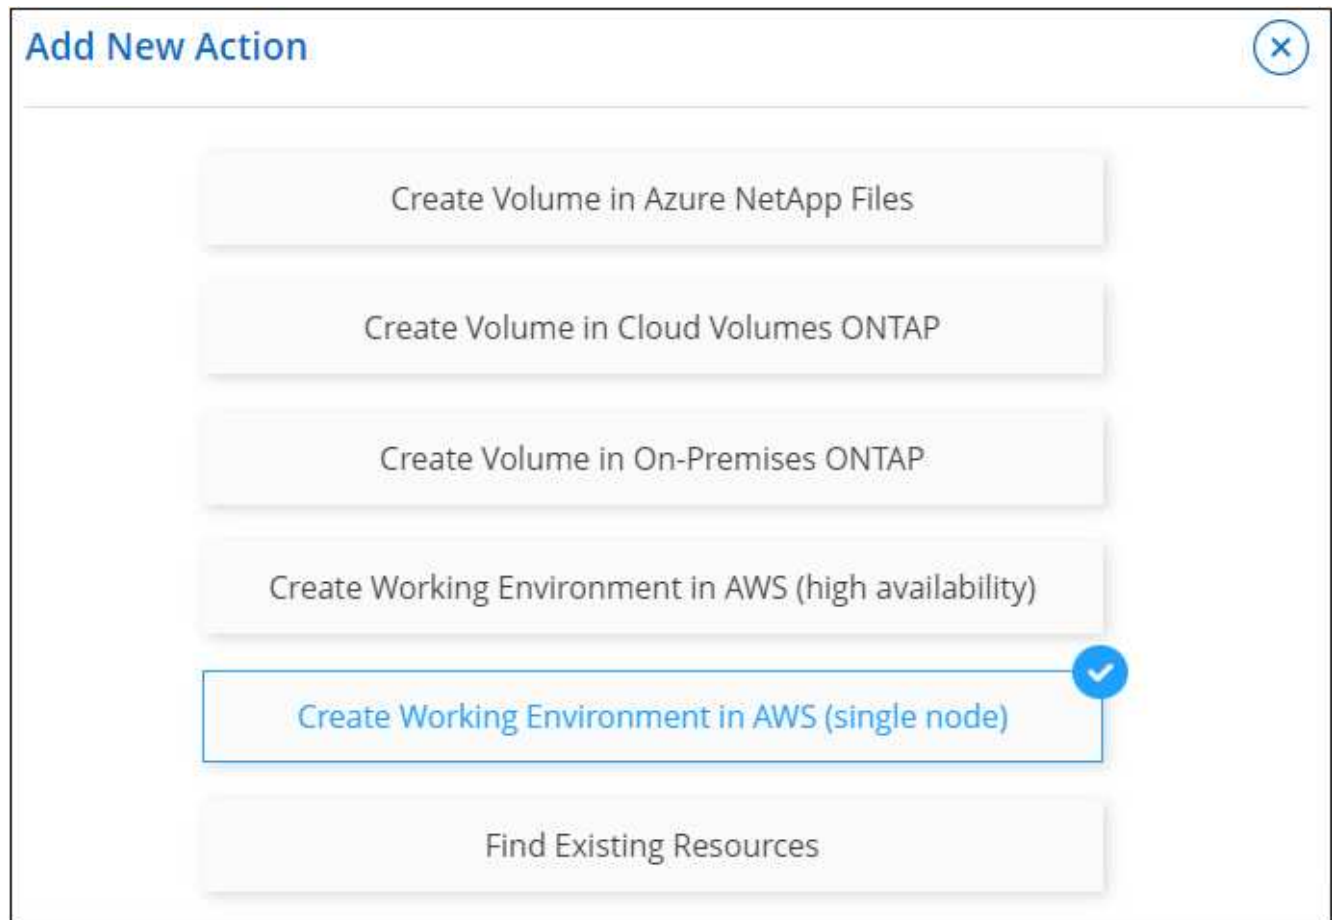 Add New Action
Create Volume in Azure NetApp Files
Create Volume in Cloud Volumes ONTAP
Create Volume in On-Premises ONTAP
Create Working Environment in AWS (high availability)
Create Working Environment in AWS (single node)
Find Existing Resources